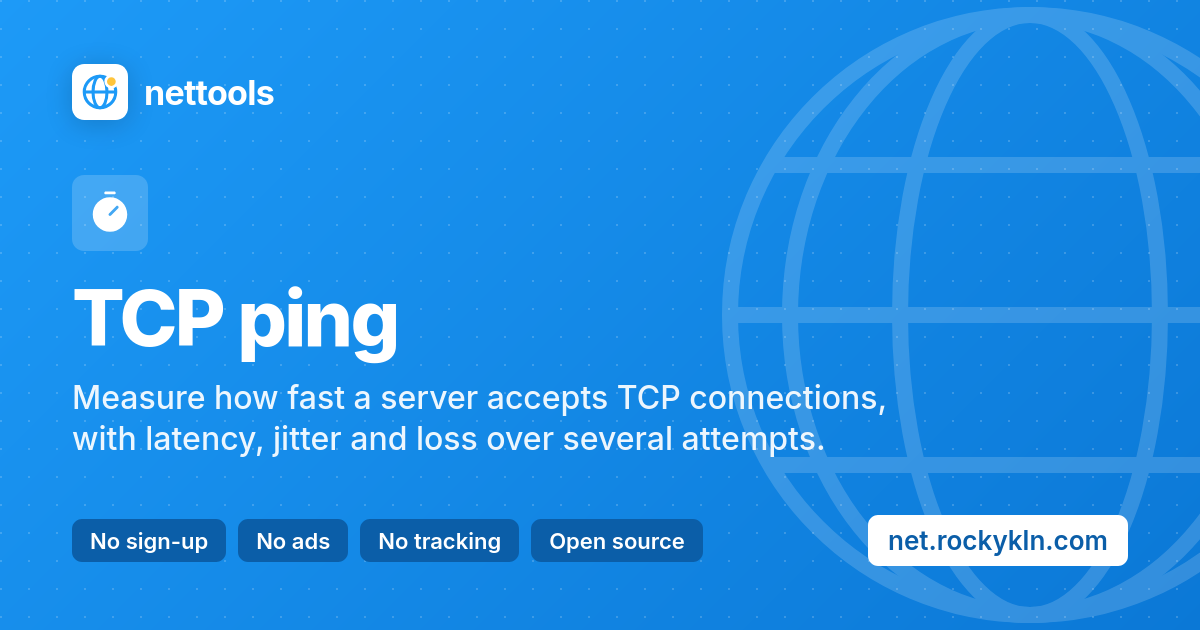 nettools
TCP ping
Measure how fast a server accepts TCP connections,
with latency, jitter and loss over several attempts.
No sign-up
No ads
No tracking
Open source
net.rockykln.com